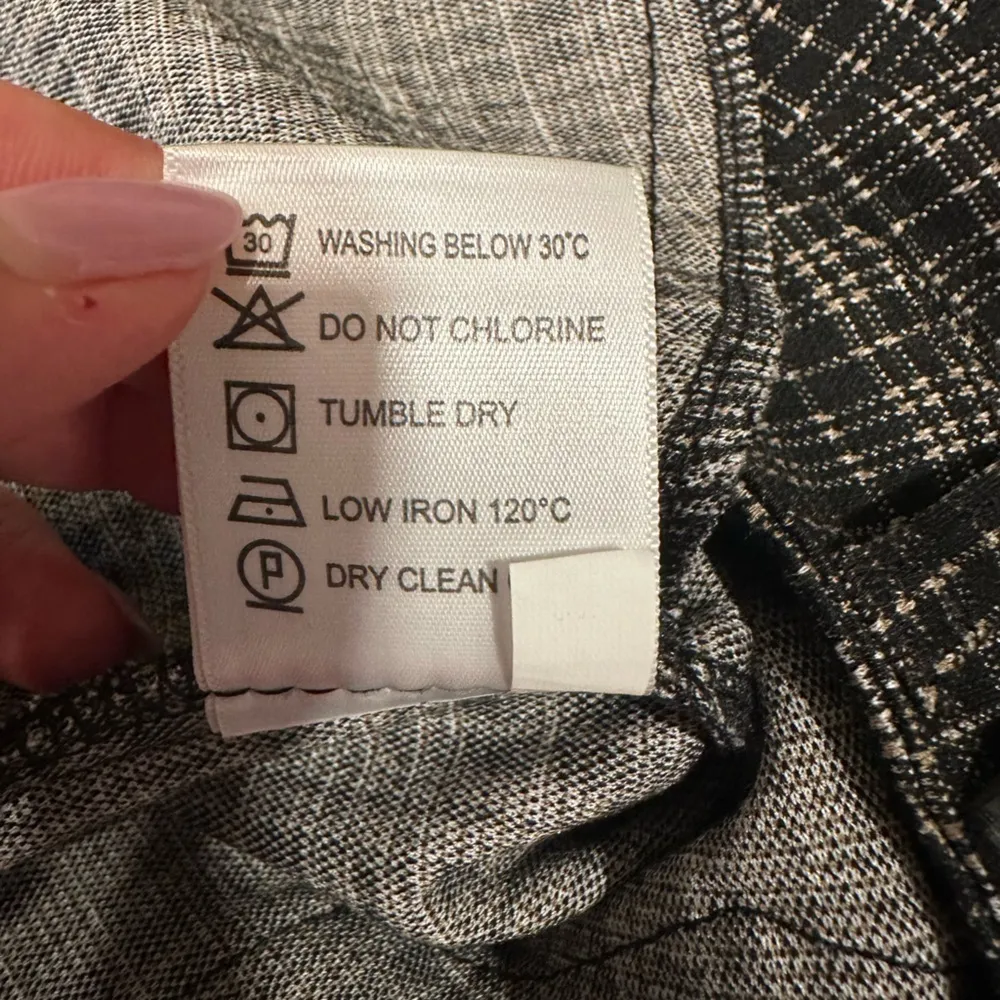 30 WASHING BELOW 30°C
DO NOT CHLORINE
TUMBLE DRY
LOW IRON 120°C
P DRY CLEAN